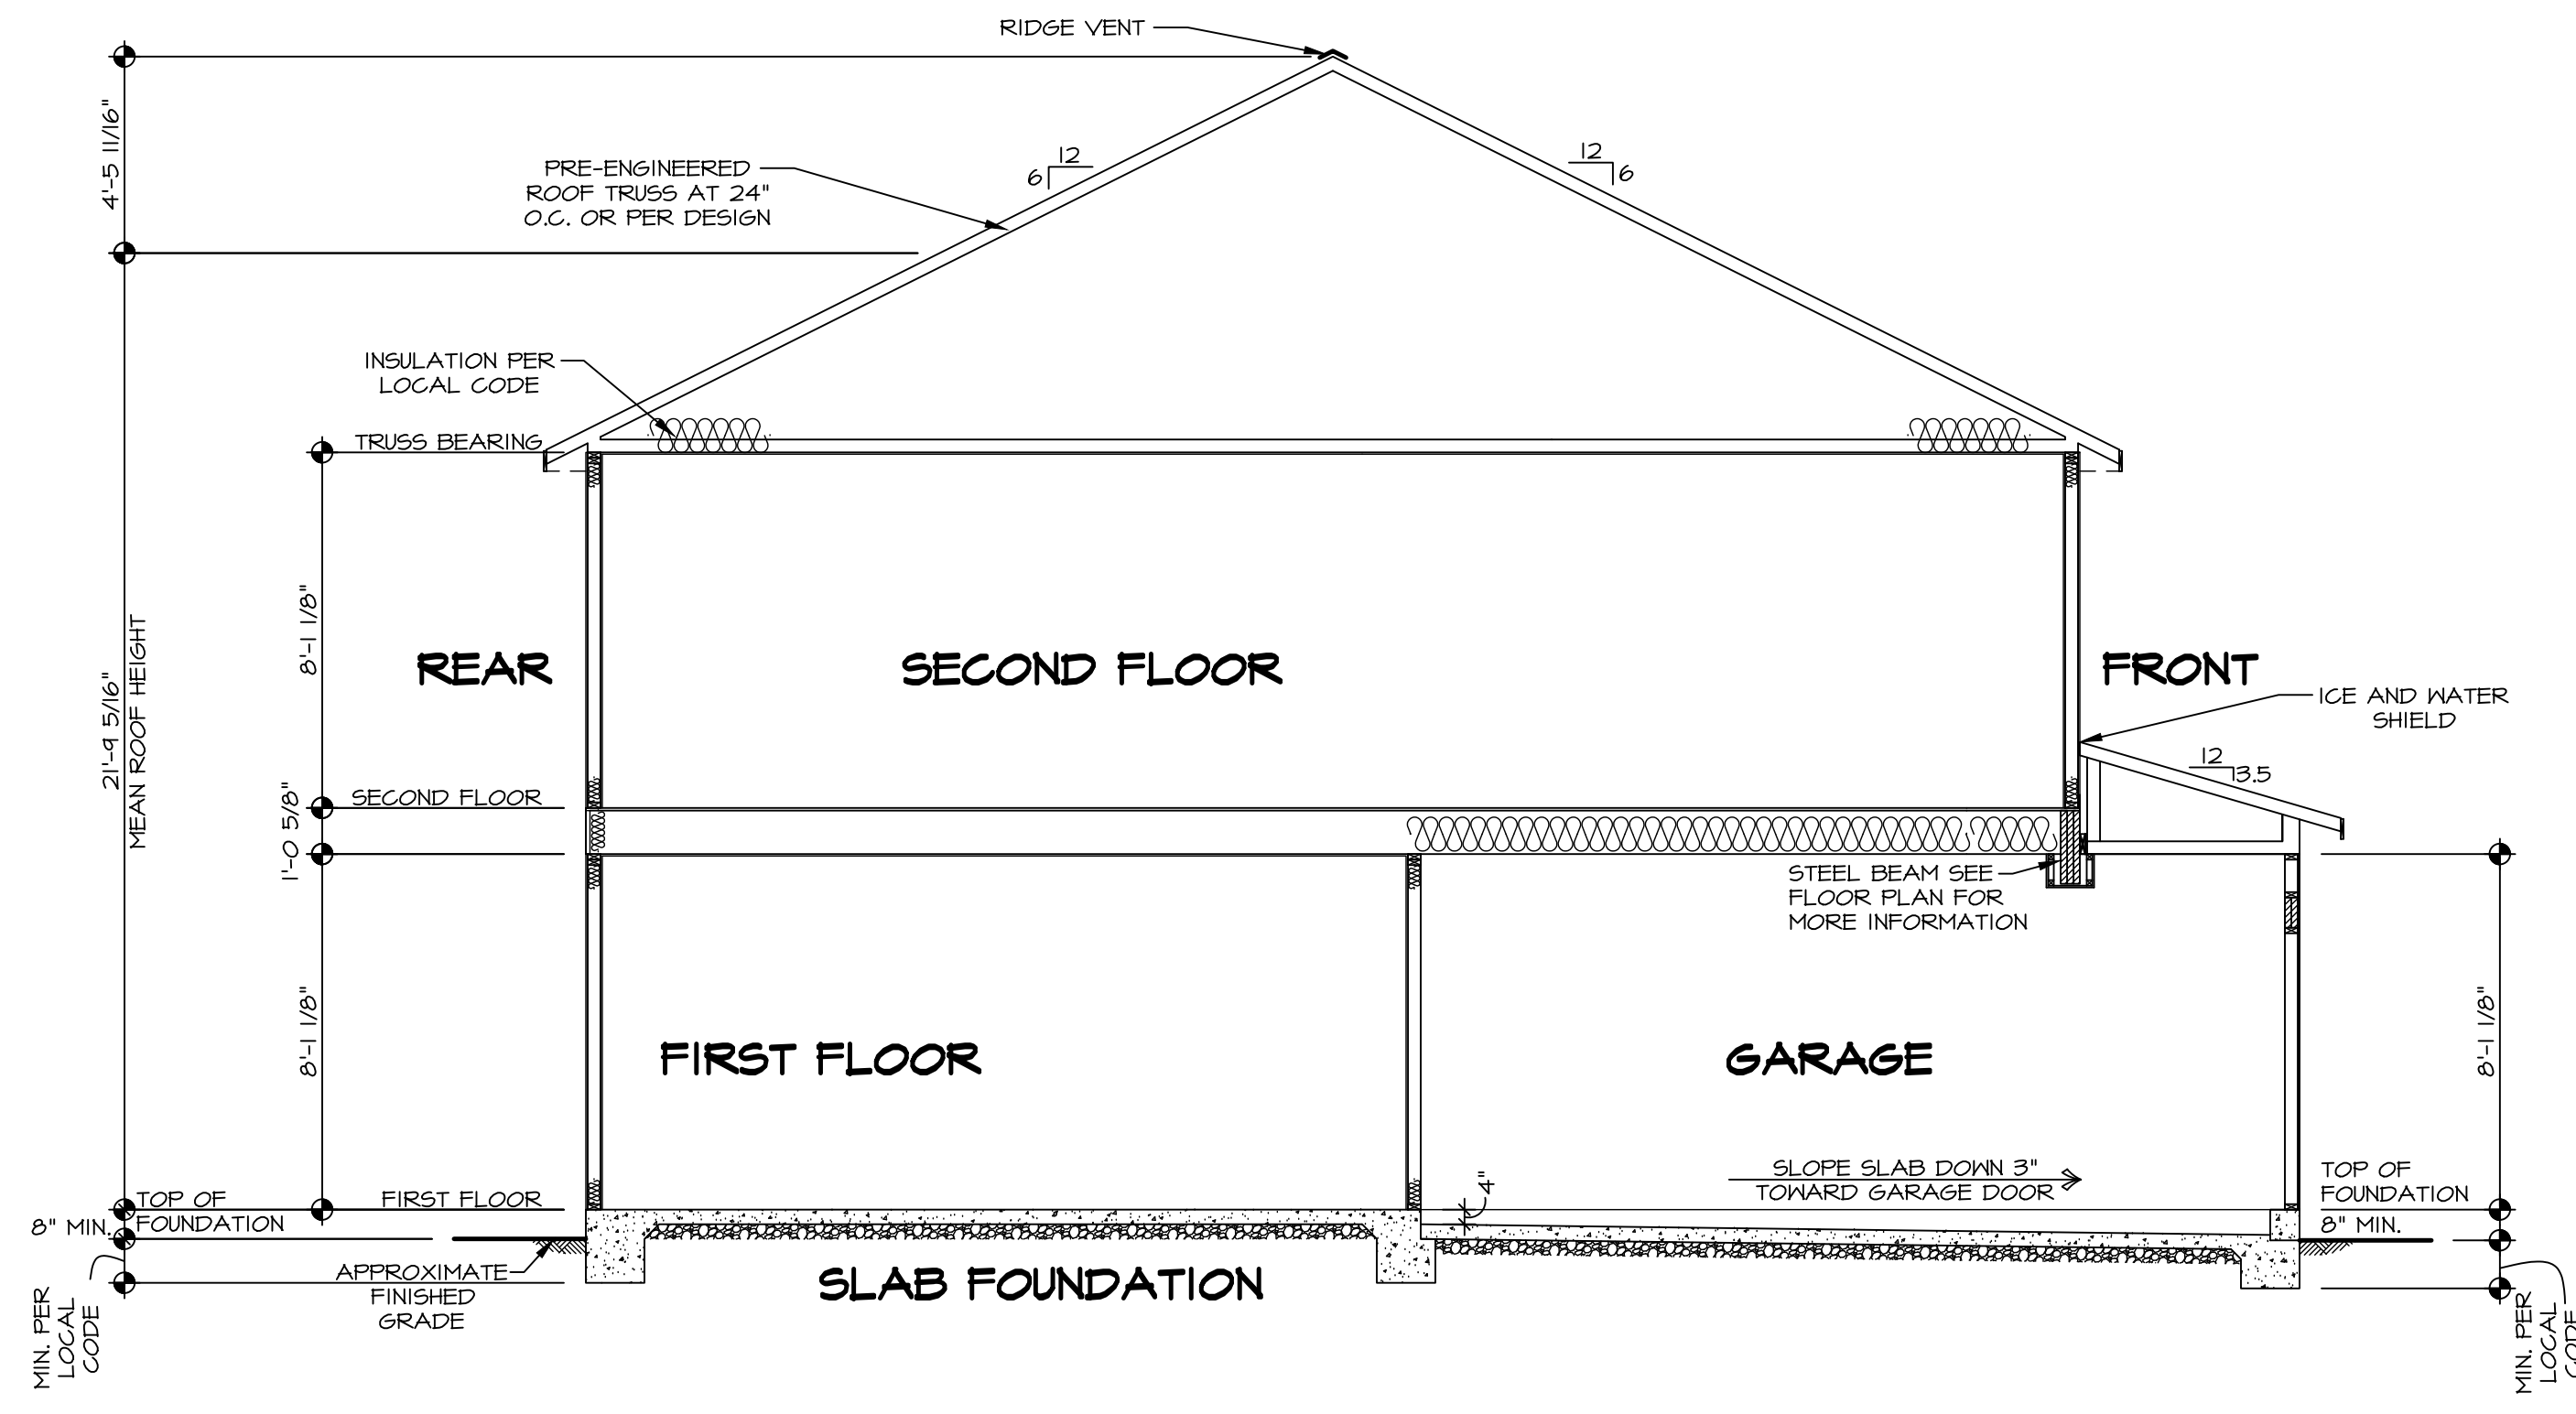 RIDGE VENT
4'-5 11/16"
12
6
12
6
PRE-ENGINEERED
ROOF TRUSS AT 24"
O.C. OR PER DESIGN
INSULATION PER
LOCAL CODE
TRUSS BEARING
8'-1 1/8"
REAR
SECOND FLOOR
FRONT
ICE AND WATER
SHIELD
21'-9 5/16"
MEAN ROOF HEIGHT
12
3.5
SECOND FLOOR
1'-0 5/8"
STEEL BEAM SEE
FLOOR PLAN FOR
MORE INFORMATION
8'-1 1/8"
FIRST FLOOR
GARAGE
8'-1 1/8"
4"
SLOPE SLAB DOWN 3"
TOWARD GARAGE DOOR
TOP OF
FOUNDATION
8" MIN.
TOP OF
FOUNDATION
FIRST FLOOR
8" MIN.
APPROXIMATE
FINISHED
GRADE
SLAB FOUNDATION
MIN. PER
LOCAL
CODE
MIN. PER
LOCAL
CODE